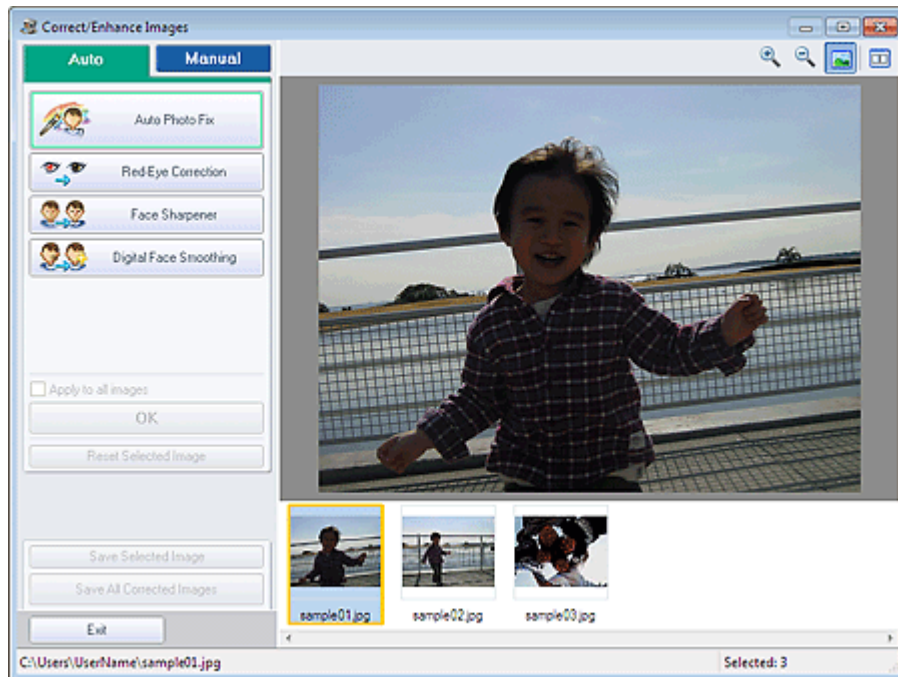 Correct/Enhance Images
Auto
Manual
Auto Photo Fix
Red-Eye Correction
Face Sharpener
Digital Face Smoothing
Apply to all images
OK
Reset Selected Image
Save Selected Image
Save All Corrected Images
Exit
sample01.jpg
sample02.jpg
sample03.jpg
C:\Users\UserName\sample01.jpg
Selected: 3